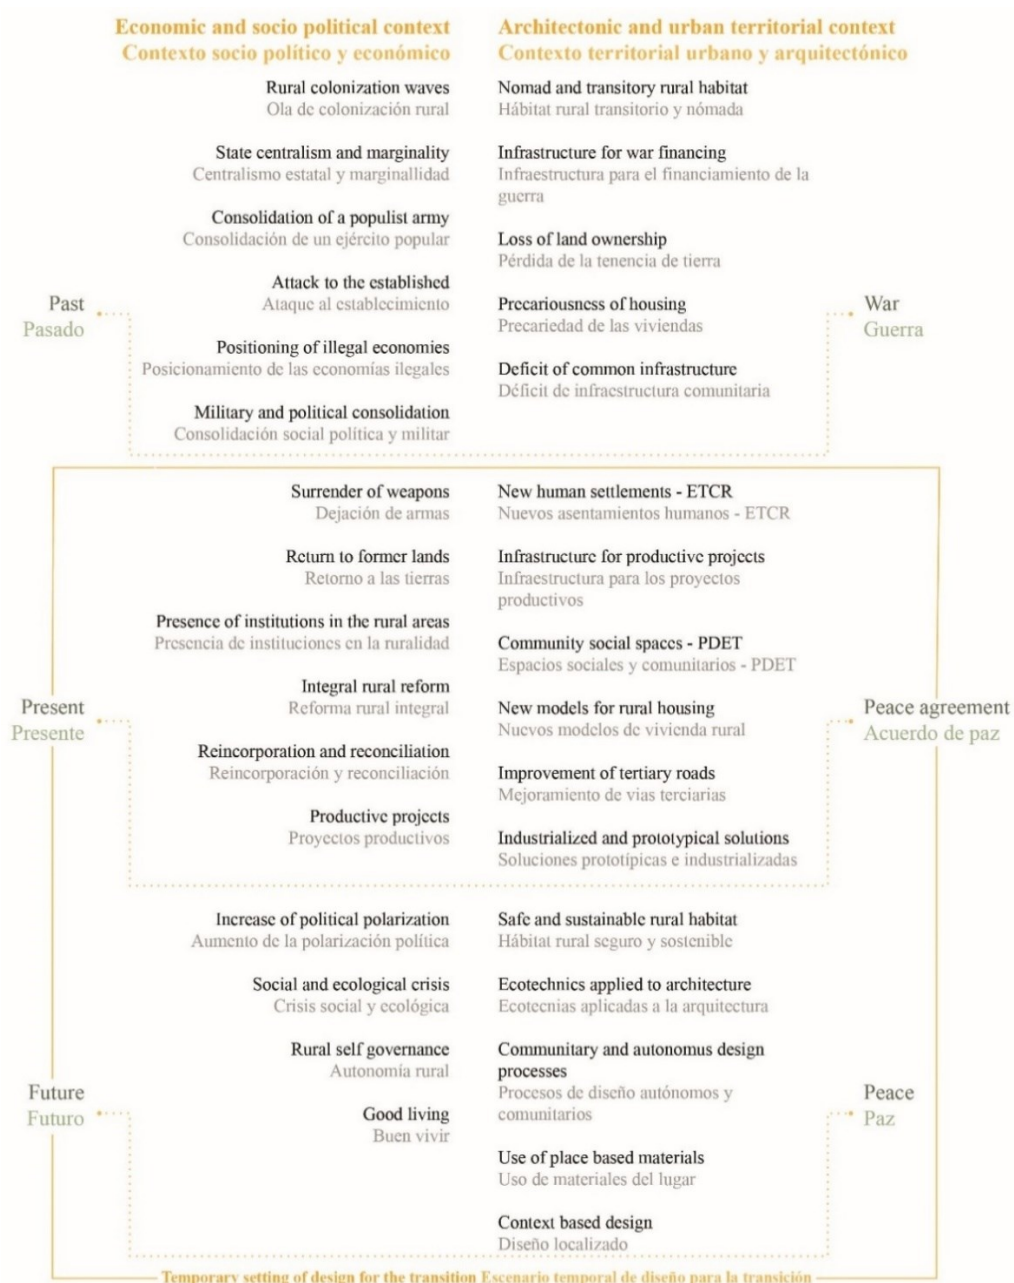 Economic and socio political context
Contexto socio político y económico
Architectonic and urban territorial context
Contexto territorial urbano y arquitectónico
Past
Pasado
Rural colonization waves
Ola de colonización rural
State centralism and marginality
Centralismo estatal y marginallidad
Consolidation of a populist army
Consolidación de un ejército popular
Attack to the established
Ataque al establecimiento
Positioning of illegal economies
Posicionamiento de las economías ilegales
Military and political consolidation
Consolidación social política y militar
Nomad and transitory rural habitat
Hábitat rural transitorio y nómada
Infrastructure for war financing
Infraestructura para el financiamiento de la
guerra
Loss of land ownership
Pérdida de la tenencia de tierra
Precariousness of housing
Precariedad de las viviendas
Deficit of common infrastructure
Déficit de infraestructura comunitaria
War
Guerra
Present
Presente
Surrender of weapons
Dejación de armas
Return to former lands
Retorno a las tierras
Presence of institutions in the rural areas
Presencia de instituciones en la ruralidad
Integral rural reform
Reforma rural integral
Reincorporation and reconciliation
Reincorporación y reconciliación
Productive projects
Proyectos productivos
New human settlements - ETCR
Nuevos asentamientos humanos - ETCR
Infrastructure for productive projects
Infraestructura para los proyectos
productivos
Community social spaces - PDET
Espacios sociales y comunitarios - PDET
New models for rural housing
Nuevos modelos de vivienda rural
Improvement of tertiary roads
Mejoramiento de vias terciarias
Industrialized and prototypical solutions
Soluciones prototípicas e industrializadas
Peace agreement
Acuerdo de paz
Future
Futuro
Increase of political polarization
Aumento de la polarización política
Social and ecological crisis
Crisis social y ecológica
Rural self governance
Autonomía rural
Good living
Buen vivir
Safe and sustainable rural habitat
Hábitat rural seguro y sostenible
Ecotechnics applied to architecture
Ecotecnias aplicadas a la arquitectura
Communitary and autonomus design
processes
Procesos de diseño autónomos y
comunitarios
Use of place based materials
Uso de materiales del lugar
Context based design
Diseño localizado
Peace
Paz
Temporary setting of design for the transition Escenario temporal de diseño para la transición